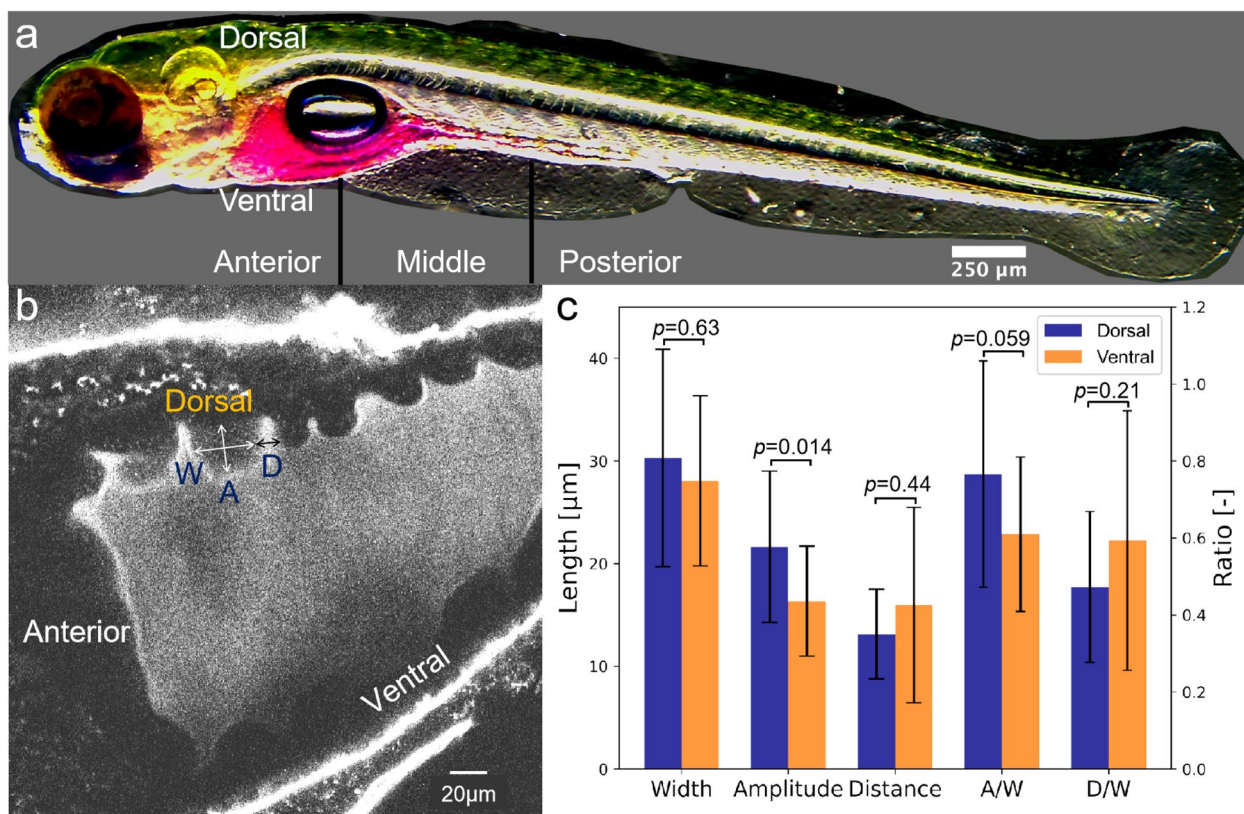 a
Dorsal
Ventral
Anterior Middle Posterior
250 µm
b
Dorsal
W
D
A
Anterior
Ventral
20µm
c
Dorsal
Ventral
p=0.63
p=0.014
p=0.44
p=0.059
p=0.21
Length [µm]
40
30
20
10
0
Width Amplitude Distance A/W D/W
1.2
1.0
0.8
0.6
0.4
0.2
0.0
Ratio [-]